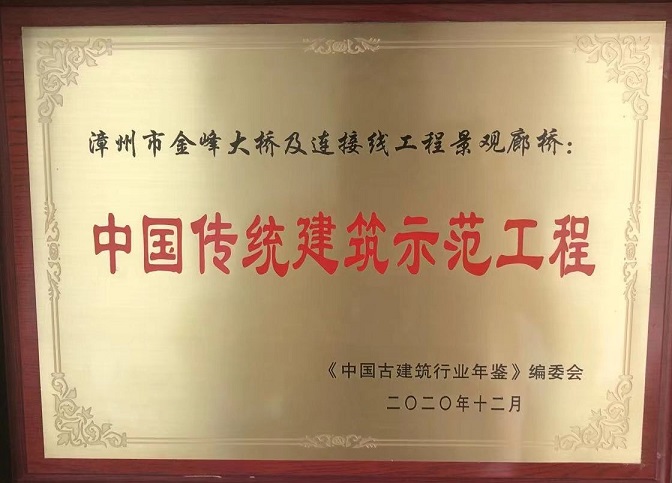 漳州市金峰大桥及连接线工程景观廊桥：
中国传统建筑示范工程
《中国古建筑行业年鉴》编委会
二〇二〇年十二月